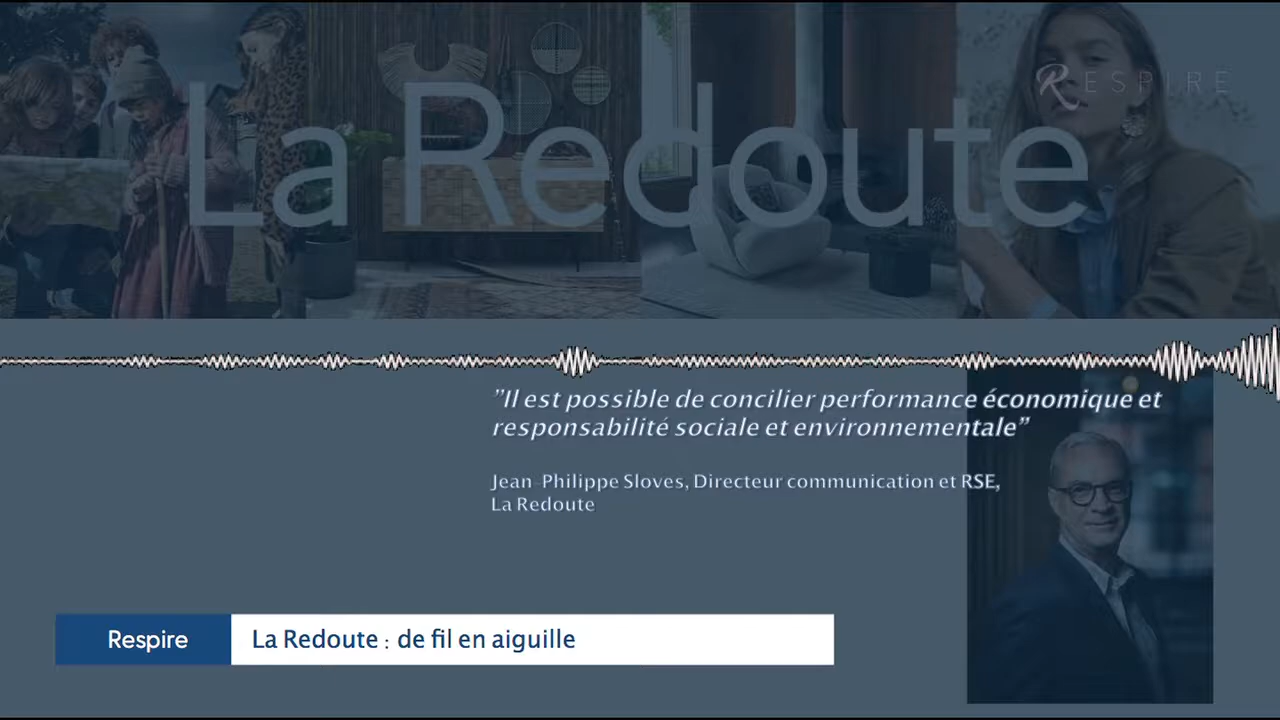 La Redoute
RESPIRE
"Il est possible de concilier performance économique et
responsabilité sociale et environnementale"
Jean-Philippe Sloves, Directeur communication et RSE,
La Redoute
Respire
La Redoute : de fil en aiguille